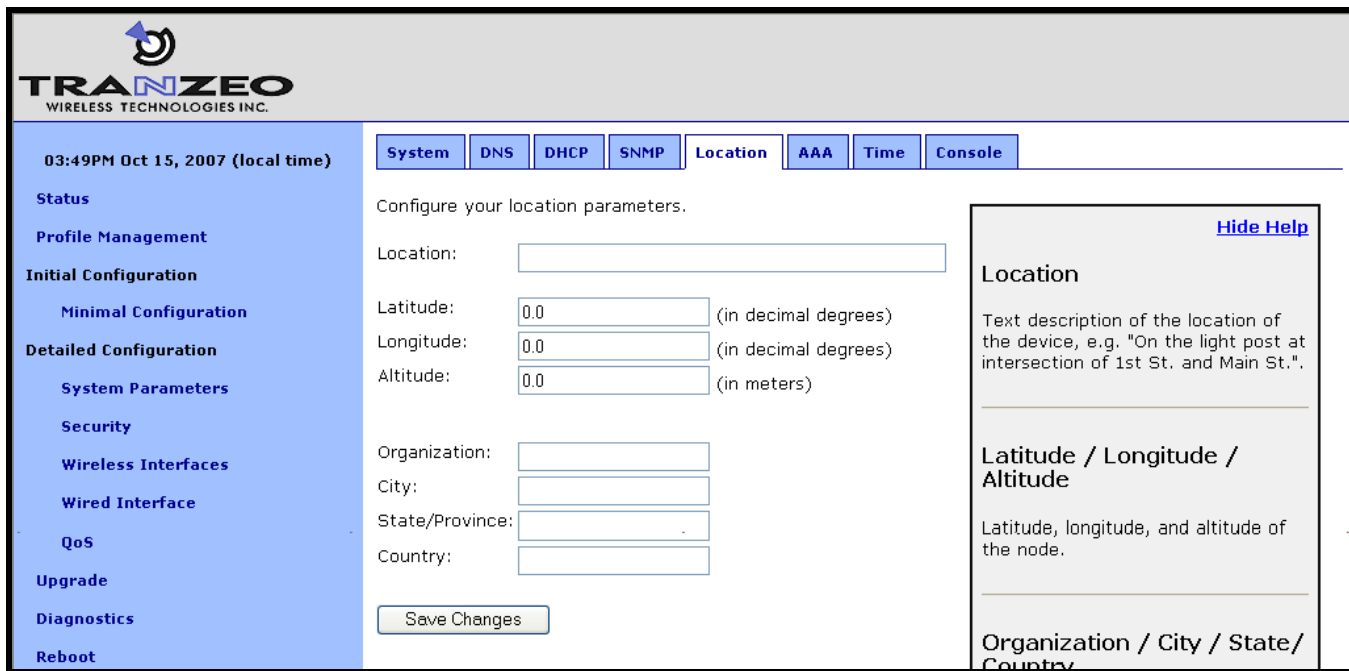 TRANZEO
WIRELESS TECHNOLOGIES INC.
03:49PM Oct 15, 2007 (local time)
Status
Profile Management
Initial Configuration
Minimal Configuration
Detailed Configuration
System Parameters
Security
Wireless Interfaces
Wired Interface
QoS
Upgrade
Diagnostics
Reboot
System DNS DHCP SNMP Location AAA Time Console
Configure your location parameters.
Location:
Latitude: 0.0 (in decimal degrees)
Longitude: 0.0 (in decimal degrees)
Altitude: 0.0 (in meters)
Organization:
City:
State/Province:
Country:
Save Changes
Hide Help
Location
Text description of the location of
the device, e.g. "On the light post at
intersection of 1st St. and Main St.".
Latitude / Longitude /
Altitude
Latitude, longitude, and altitude of
the node.
Organization / City / State/
Country